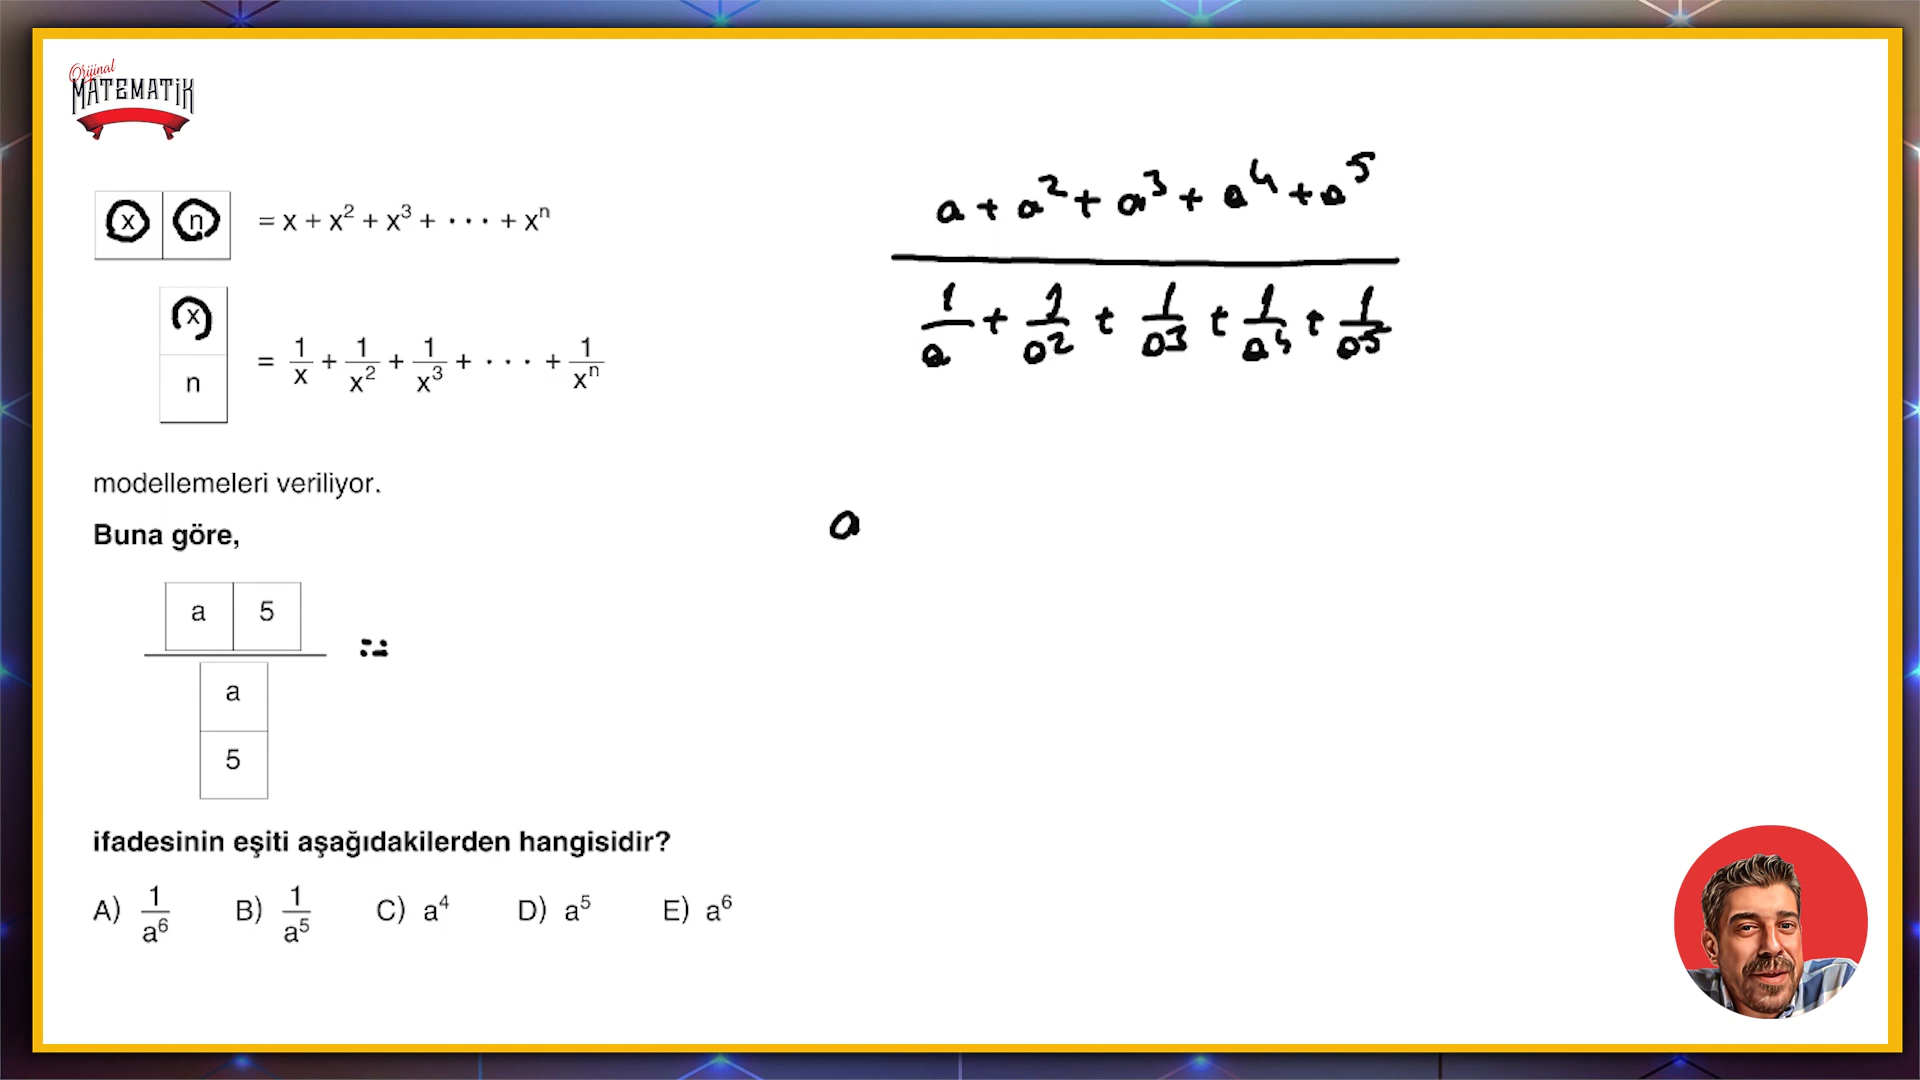 Orijinal
MATEMATİK
x n = x + x² + x³ + · · · + xⁿ
x
n
= 1/x + 1/x² + 1/x³ + · · · + 1/xⁿ
modellemeleri veriliyor.
Buna göre,
a 5
a
5
=
ifadesinin eşiti aşağıdakilerden hangisidir?
A) 1/a⁶ B) 1/a⁵ C) a⁴ D) a⁵ E) a⁶
a + a² + a³ + a⁴ + a⁵
1/a + 1/a² + 1/a³ + 1/a⁴ + 1/a⁵
a